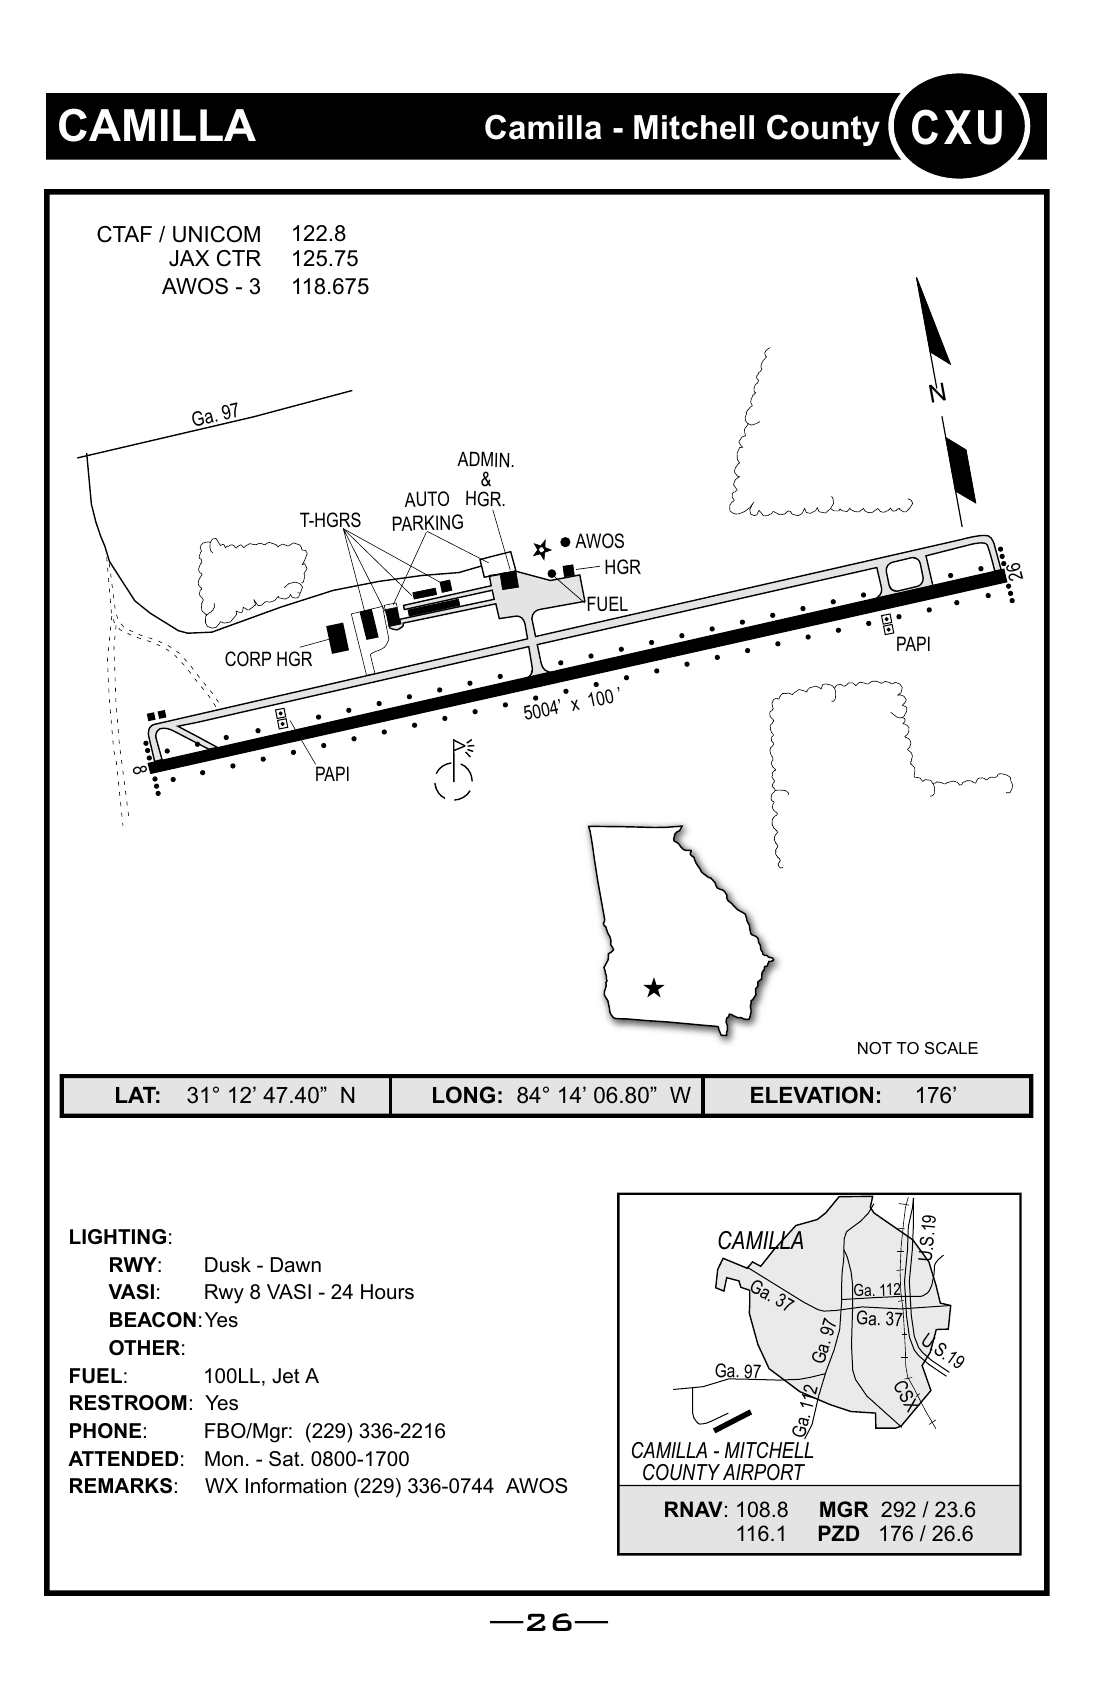 CAMILLA
Camilla - Mitchell County
CXU
CTAF / UNICOM 122.8
JAX CTR 125.75
AWOS - 3 118.675
N
Ga. 97
ADMIN.
&
HGR.
AUTO
PARKING
T-HGRS
AWOS
HGR
FUEL
26
CORP HGR
PAPI
5004’ x 100 ’
PAPI
8
NOT TO SCALE
LAT: 31° 12’ 47.40” N LONG: 84° 14’ 06.80” W ELEVATION: 176’
LIGHTING:
RWY: Dusk - Dawn
VASI: Rwy 8 VASI - 24 Hours
BEACON: Yes
OTHER:
FUEL: 100LL, Jet A
RESTROOM: Yes
PHONE: FBO/Mgr: (229) 336-2216
ATTENDED: Mon. - Sat. 0800-1700
REMARKS: WX Information (229) 336-0744 AWOS
CAMILLA
U.S.19
Ga. 37
Ga. 112
Ga. 37
Ga. 97
U.S.19
Ga. 97
CSX
Ga. 112
CAMILLA - MITCHELL
COUNTY AIRPORT
RNAV: 108.8 MGR 292 / 23.6
116.1 PZD 176 / 26.6
26